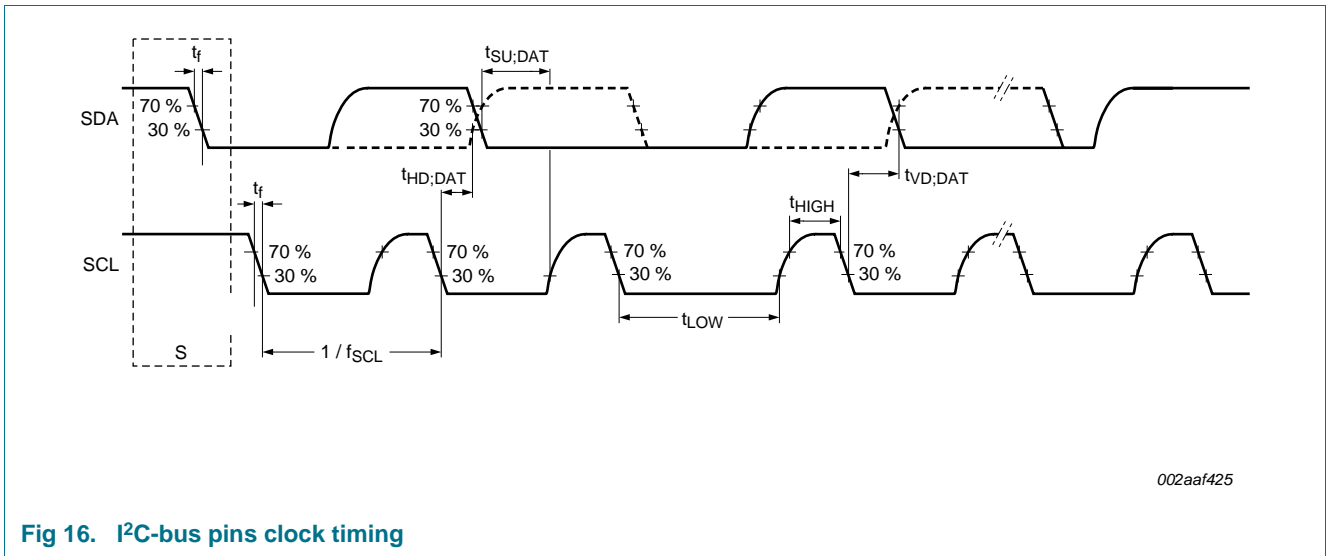 tf
tSU;DAT
SDA
70 %
30 %
70 %
30 %
tHD;DAT
tVD;DAT
tf
tHIGH
SCL
70 %
30 %
70 %
30 %
70 %
30 %
70 %
30 %
tLOW
S
1 / fSCL
002aaf425
Fig 16. I2C-bus pins clock timing